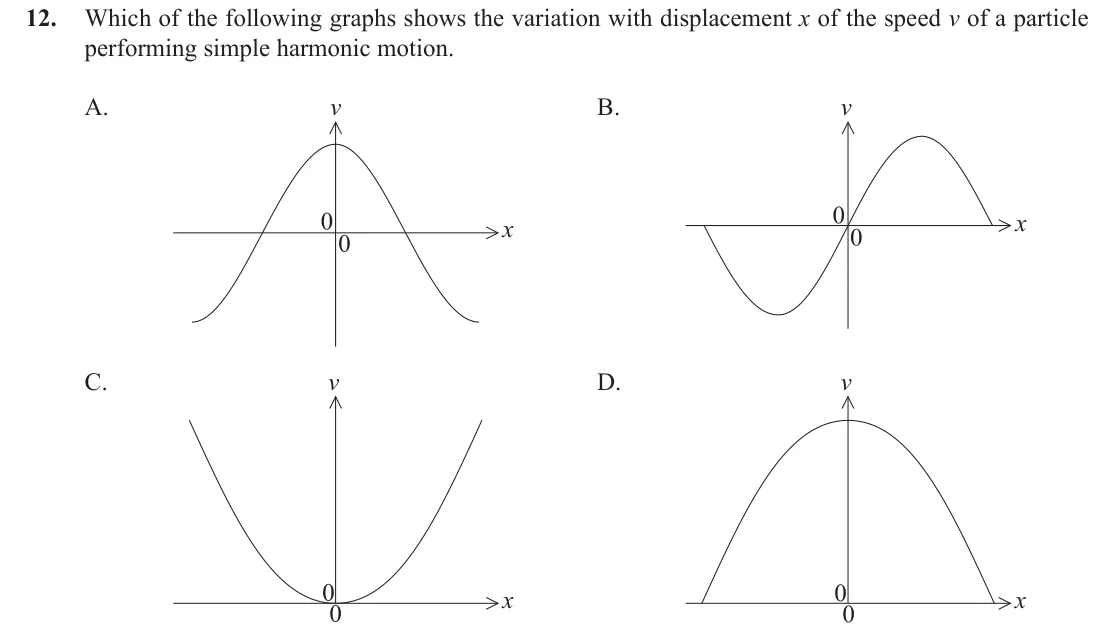 12. Which of the following graphs shows the variation with displacement x of the speed v of a particle
performing simple harmonic motion.
A.
v
0
0
x
B.
v
0
0
x
C.
v
0
0
x
D.
v
0
0
x